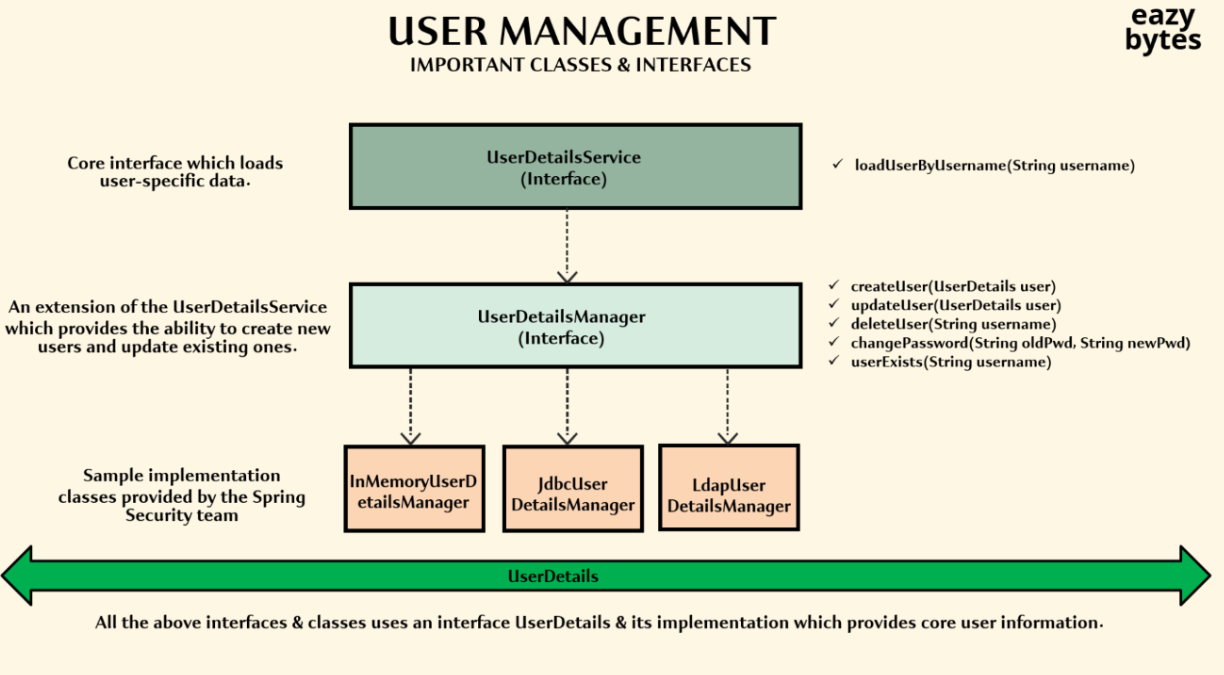 USER MANAGEMENT
IMPORTANT CLASSES & INTERFACES
eazy
bytes
Core interface which loads
user-specific data.
UserDetailsService
(Interface)
✓ loadUserByUsername(String username)
An extension of the UserDetailsService
which provides the ability to create new
users and update existing ones.
UserDetailsManager
(Interface)
✓ createUser(UserDetails user)
✓ updateUser(UserDetails user)
✓ deleteUser(String username)
✓ changePassword(String oldPwd, String newPwd)
✓ userExists(String username)
Sample implementation
classes provided by the Spring
Security team
InMemoryUserD
etailsManager
JdbcUser
DetailsManager
LdapUser
DetailsManager
UserDetails
All the above interfaces & classes uses an interface UserDetails & its implementation which provides core user information.